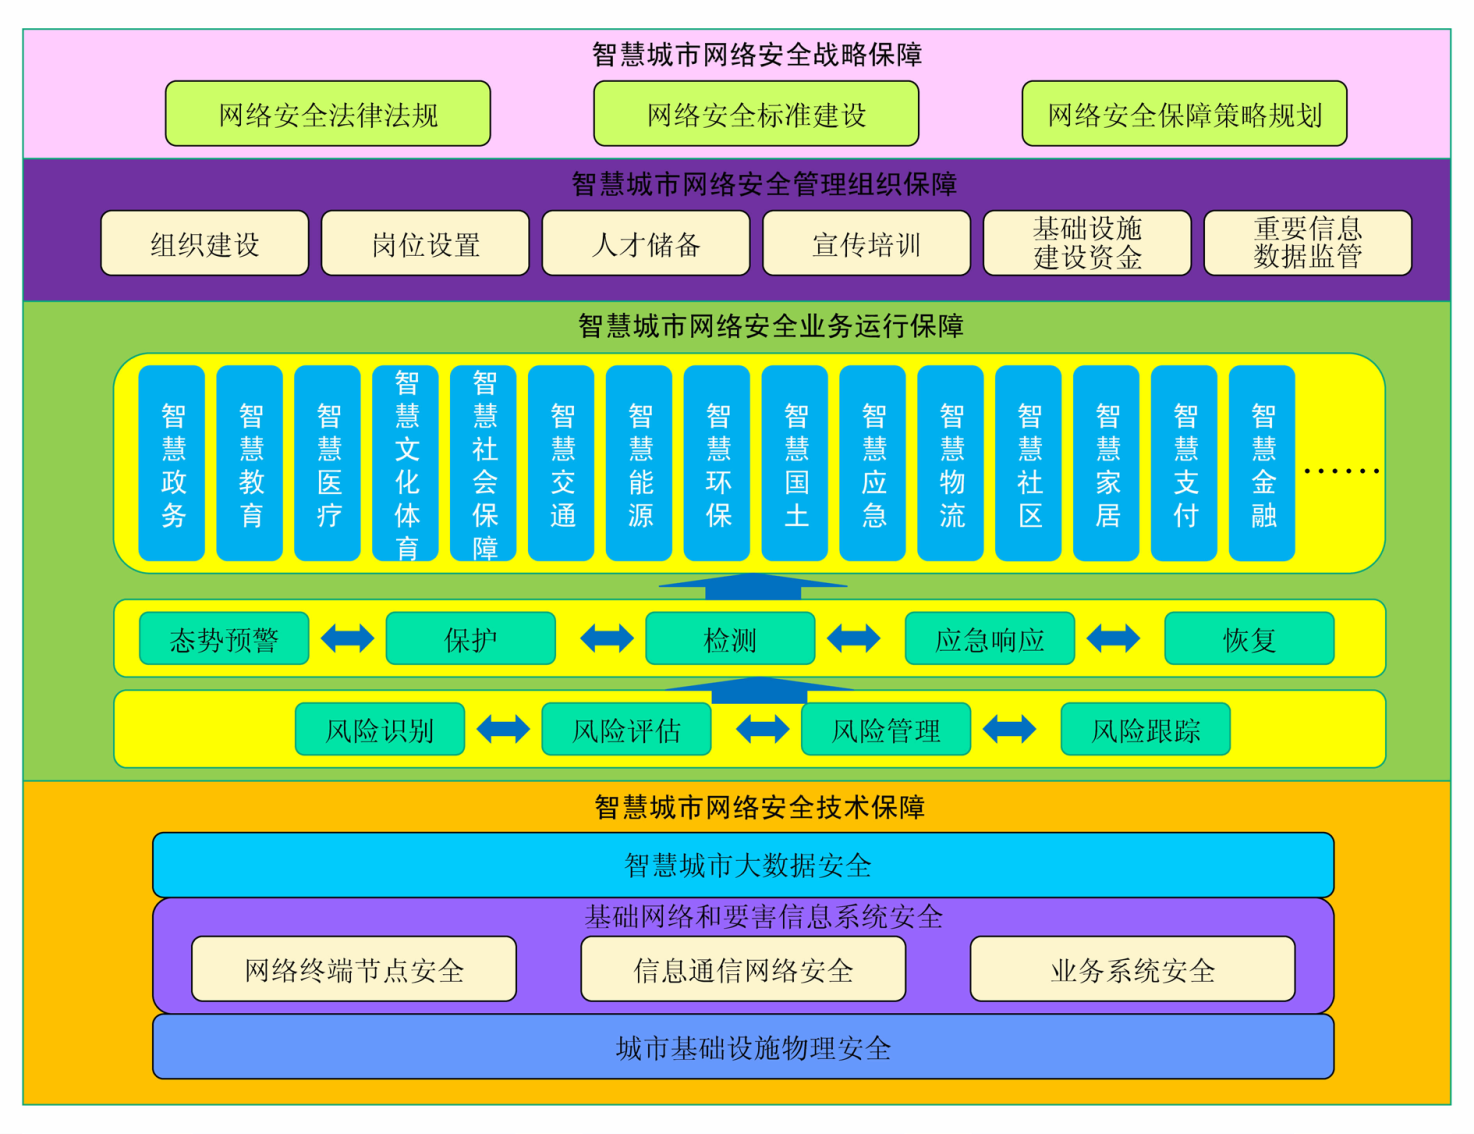 智慧城市网络安全战略保障
网络安全法律法规
网络安全标准建设
网络安全保障策略规划
智慧城市网络安全管理组织保障
组织建设
岗位设置
人才储备
宣传培训
基础设施
建设资金
重要信息
数据监管
智慧城市网络安全业务运行保障
智慧政务
智慧教育
智慧医疗
智慧文化体育
智慧社会保障
智慧交通
智慧能源
智慧环保
智慧国土
智慧应急
智慧物流
智慧社区
智慧家居
智慧支付
智慧金融
……
态势预警
保护
检测
应急响应
恢复
风险识别
风险评估
风险管理
风险跟踪
智慧城市网络安全技术保障
智慧城市大数据安全
基础网络和要害信息系统安全
网络终端节点安全
信息通信网络安全
业务系统安全
城市基础设施物理安全